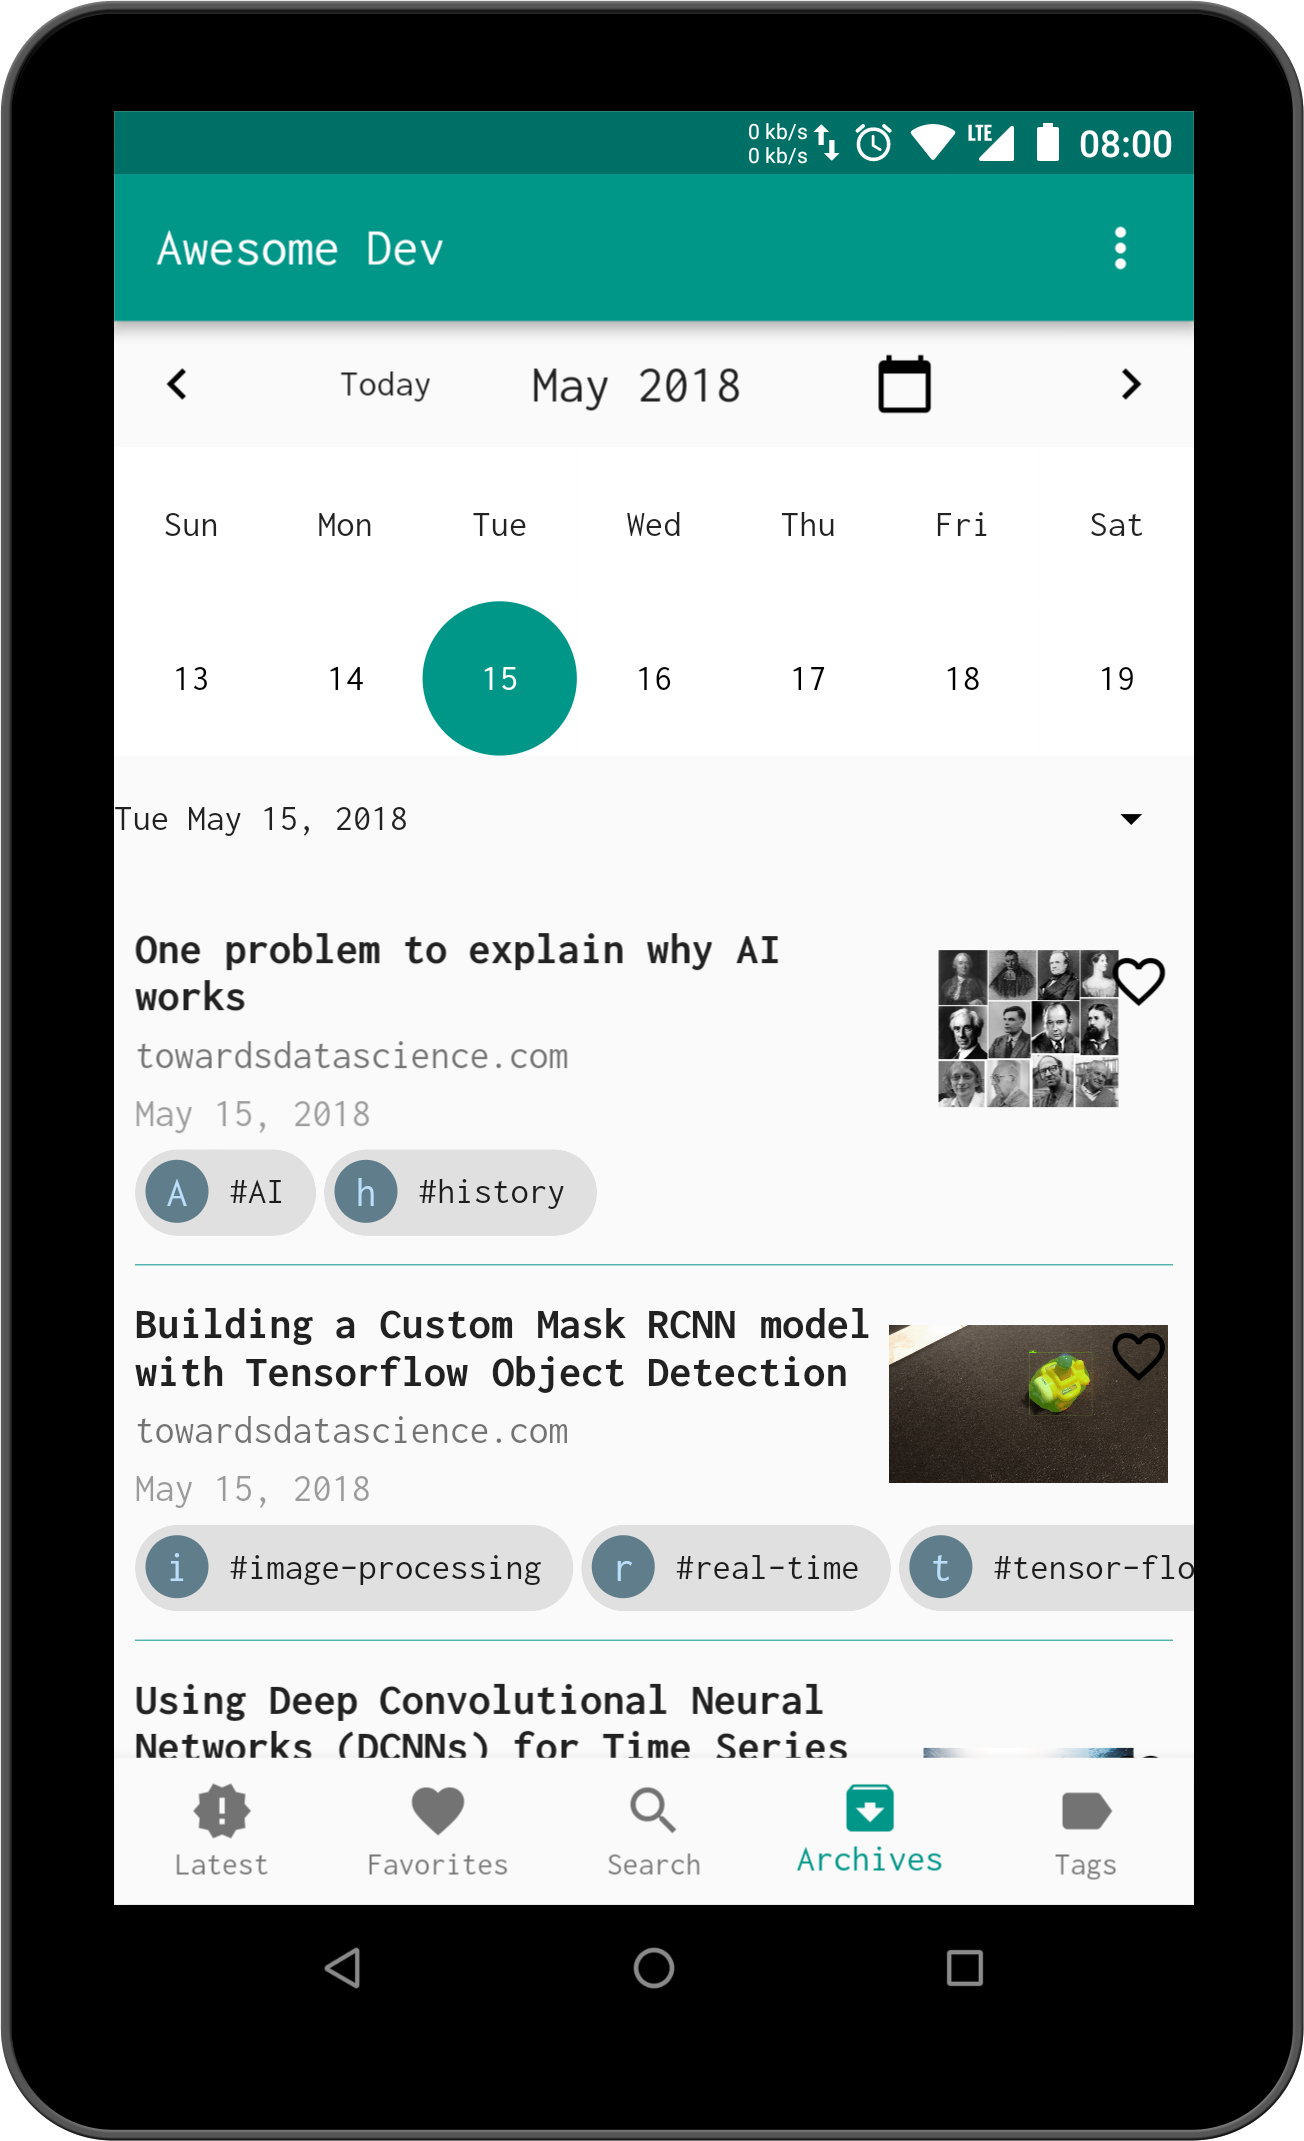 0 kb/s
0 kb/s
LTE
08:00
Awesome Dev
Today May 2018
Sun Mon Tue Wed Thu Fri Sat
13 14 15 16 17 18 19
Tue May 15, 2018
One problem to explain why AI
works
towardsdatascience.com
May 15, 2018
A #AI h #history
Building a Custom Mask RCNN model
with Tensorflow Object Detection
towardsdatascience.com
May 15, 2018
i #image-processing r #real-time t #tensor-flo
Using Deep Convolutional Neural
Networks (DCNNs) for Time Series
Latest Favorites Search Archives Tags